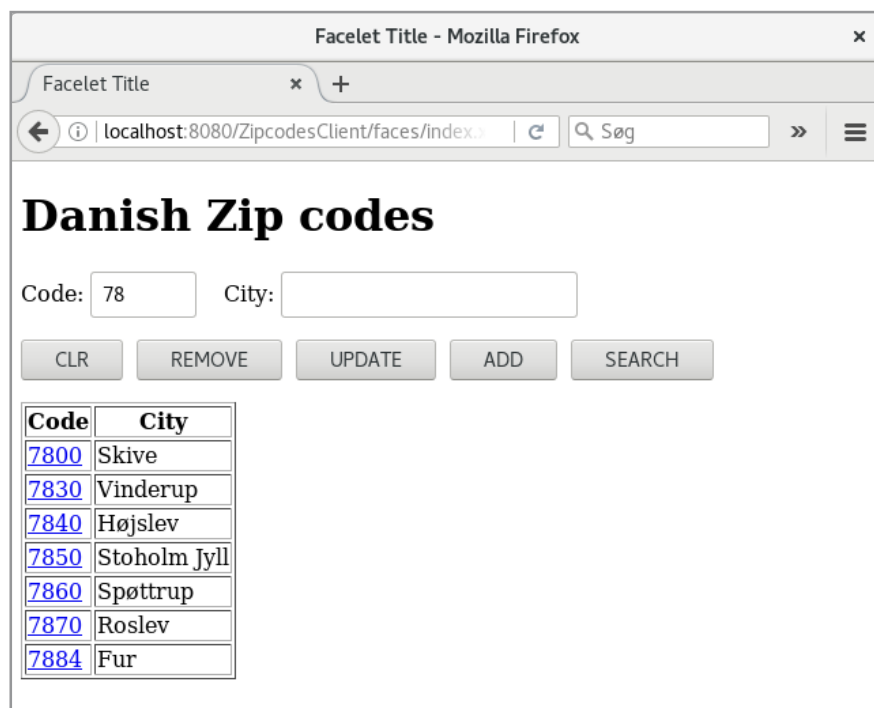 Facelet Title - Mozilla Firefox
Facelet Title
localhost:8080/ZipcodesClient/faces/index.x Søg
Danish Zip codes
Code: 78 City:
CLR REMOVE UPDATE ADD SEARCH
Code City
7800 Skive
7830 Vinderup
7840 Højslev
7850 Stoholm Jyll
7860 Spøttrup
7870 Roslev
7884 Fur